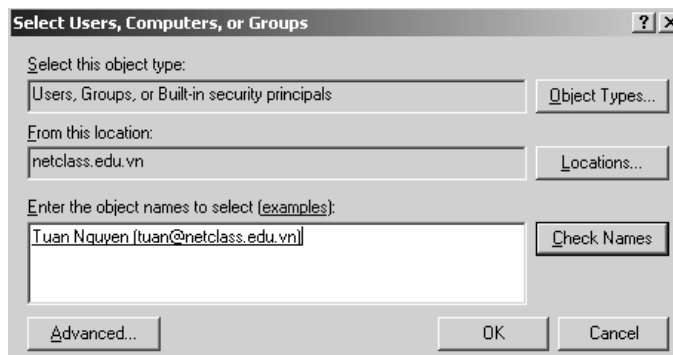 Select Users, Computers, or Groups
Select this object type:
Users, Groups, or Built-in security principals
Object Types...
From this location:
netclass.edu.vn
Locations...
Enter the object names to select (examples):
Tuan Nguyen (tuan@netclass.edu.vn)
Check Names
Advanced...
OK
Cancel